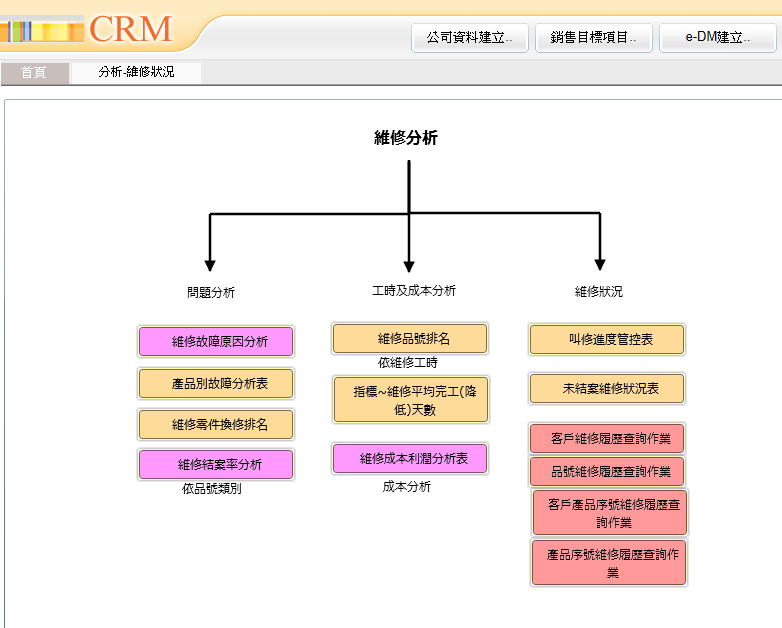 CRM
公司資料建立..
銷售目標項目..
e-DM建立..
首頁
分析-維修狀況
維修分析
問題分析
工時及成本分析
維修狀況
維修故障原因分析
產品別故障分析表
維修零件換修排名
維修結案率分析
依品號類別
維修品號排名
依維修工時
指標~維修平均完工(降
低)天數
維修成本利潤分析表
成本分析
叫修進度管控表
未結案維修狀況表
客戶維修履歷查詢作業
品號維修履歷查詢作業
客戶產品序號維修履歷查
詢作業
產品序號維修履歷查詢作
業